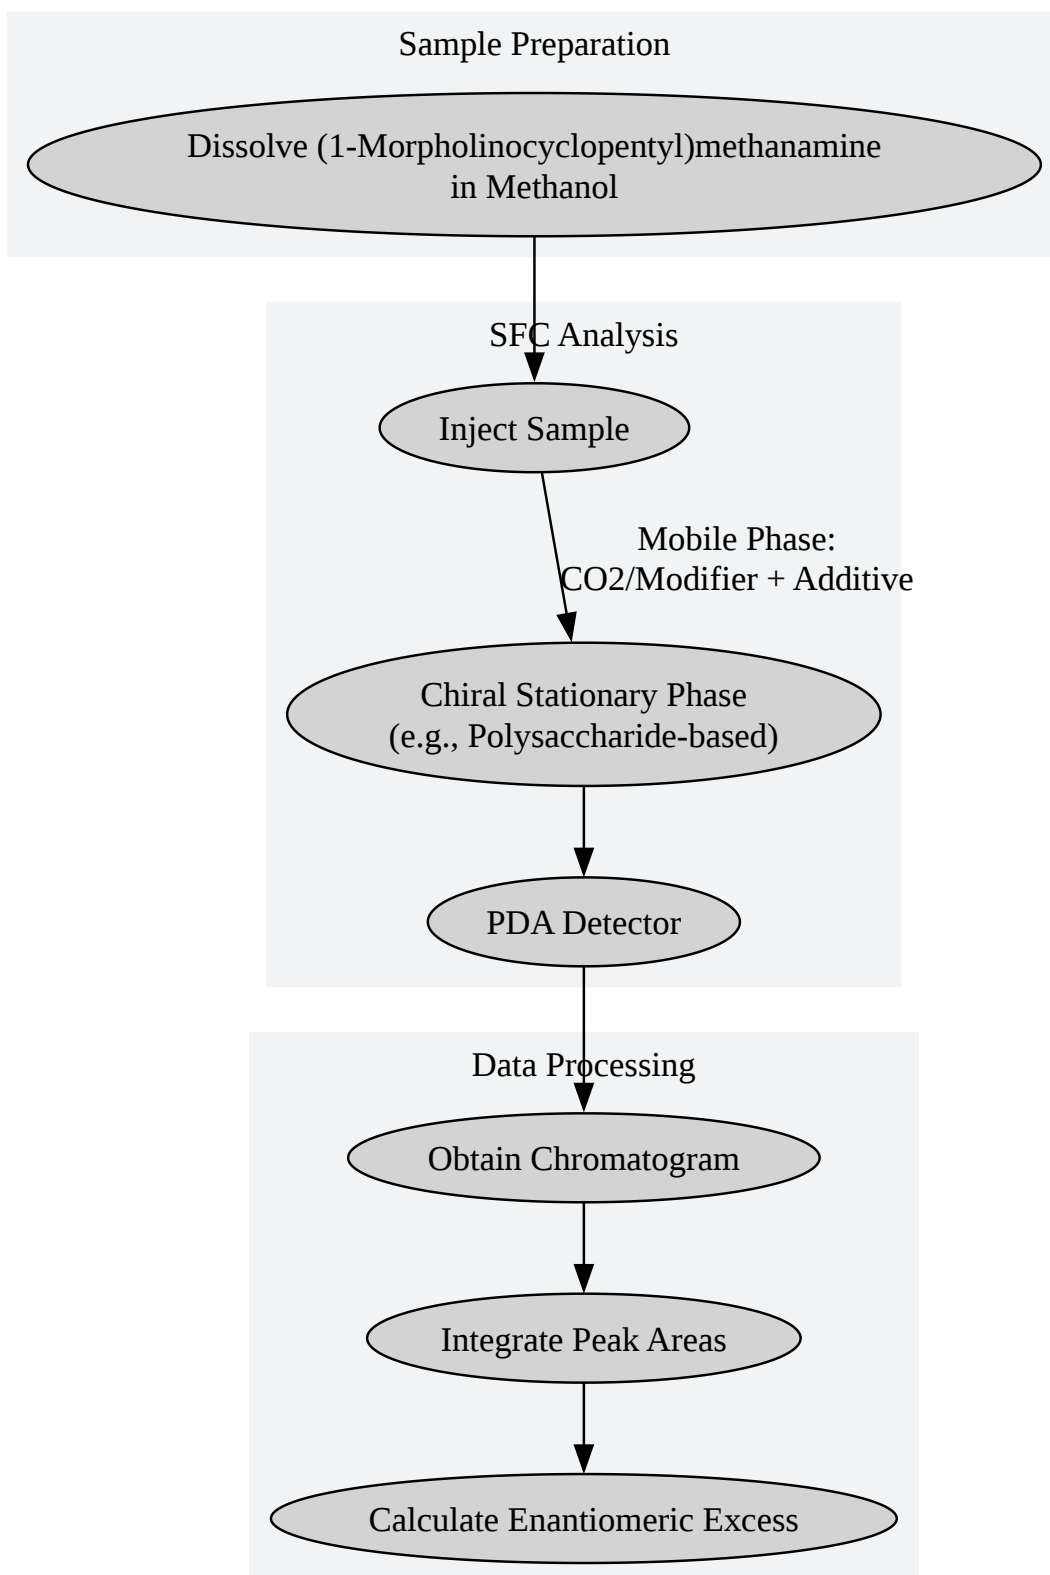 Sample Preparation
Dissolve (1-Morpholinocyclopentyl)methanamine
in Methanol
SFC Analysis
Inject Sample
Mobile Phase:
CO2/Modifier + Additive
Chiral Stationary Phase
(e.g., Polysaccharide-based)
PDA Detector
Data Processing
Obtain Chromatogram
Integrate Peak Areas
Calculate Enantiomeric Excess